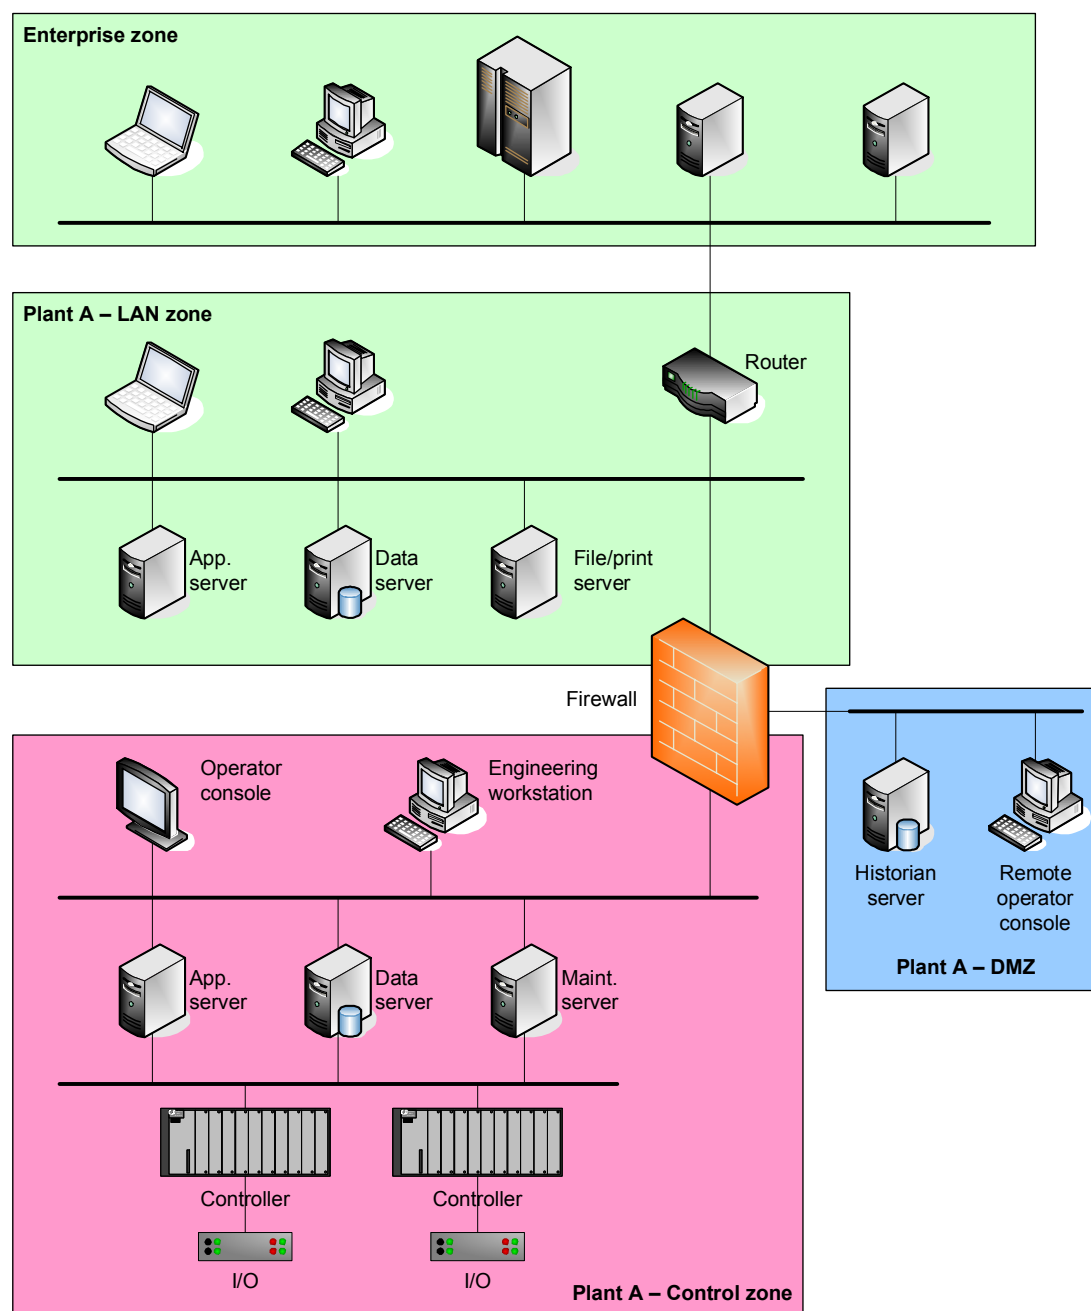 Enterprise zone
Plant A – LAN zone
Router
App.
server
Data
server
File/print
server
Firewall
Operator
console
Engineering
workstation
Historian
server
Remote
operator
console
Plant A – DMZ
App.
server
Data
server
Maint.
server
Controller
Controller
I/O
I/O
Plant A – Control zone